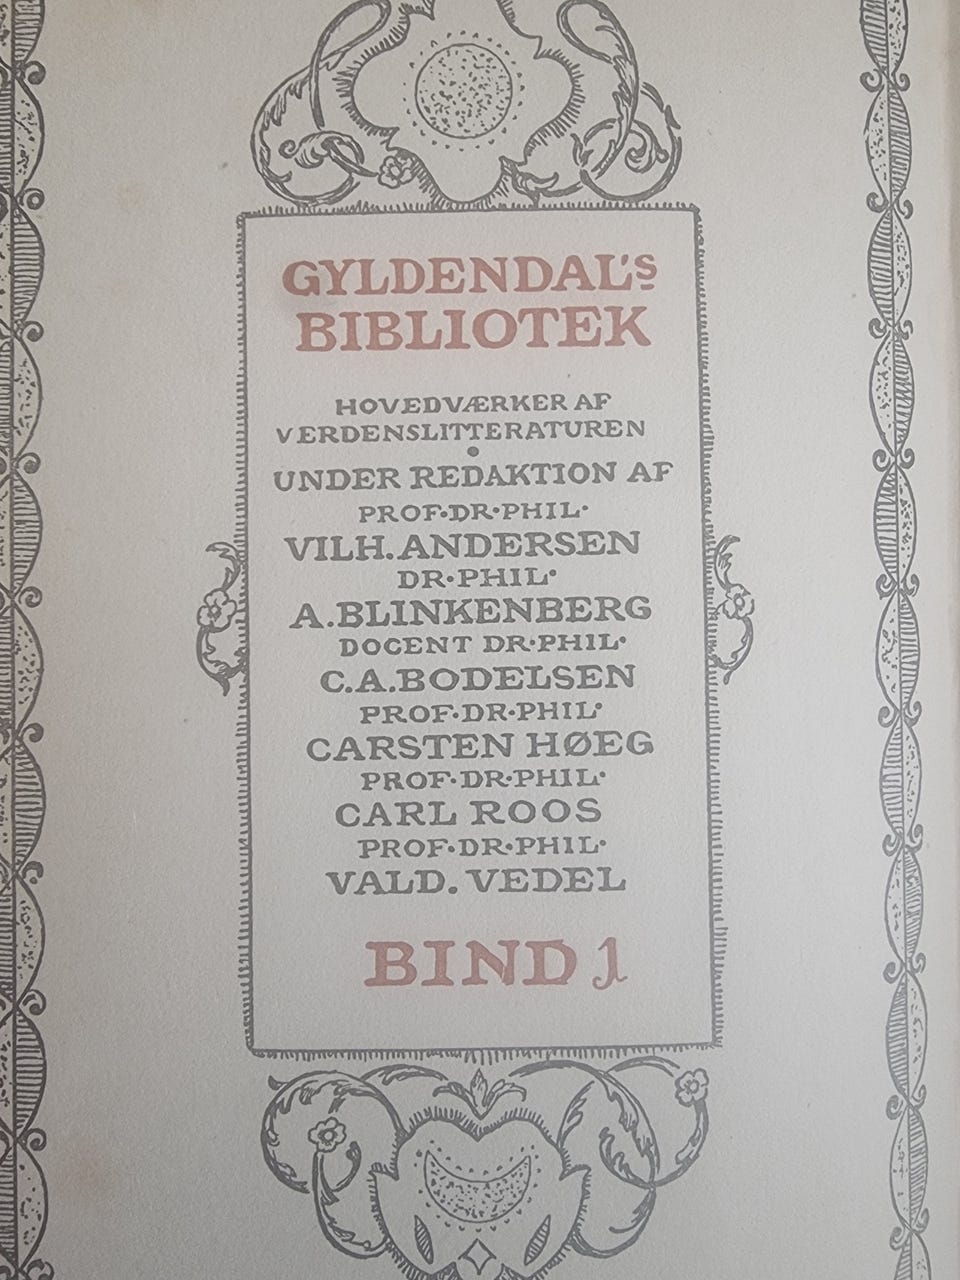 GYLDENDAL's
BIBLIOTEK
HOVEDVÆRKER AF
VERDENSLITTERATUREN
•
UNDER REDAKTION AF
PROF·DR·PHIL·
VILH. ANDERSEN
DR·PHIL·
A. BLINKENBERG
DOCENT DR·PHIL·
C.A. BODELSEN
PROF·DR·PHIL·
CARSTEN HØEG
PROF·DR·PHIL·
CARL ROOS
PROF·DR·PHIL·
VALD. VEDEL
BIND 1